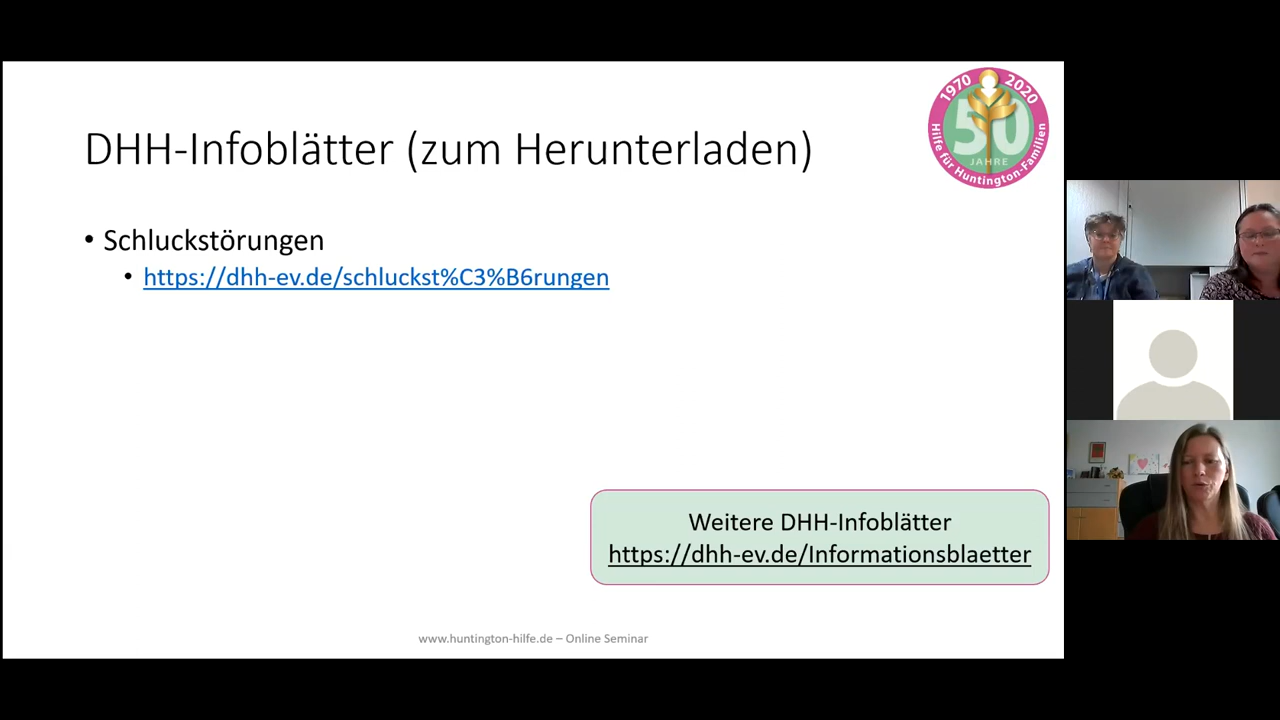 DHH-Infoblätter (zum Herunterladen)
1970 2020
50
JAHRE
Hilfe für Huntington-Familien
• Schluckstörungen
• https://dhh-ev.de/schluckst%C3%B6rungen
Weitere DHH-Infoblätter
https://dhh-ev.de/Informationsblaetter
www.huntington-hilfe.de – Online Seminar